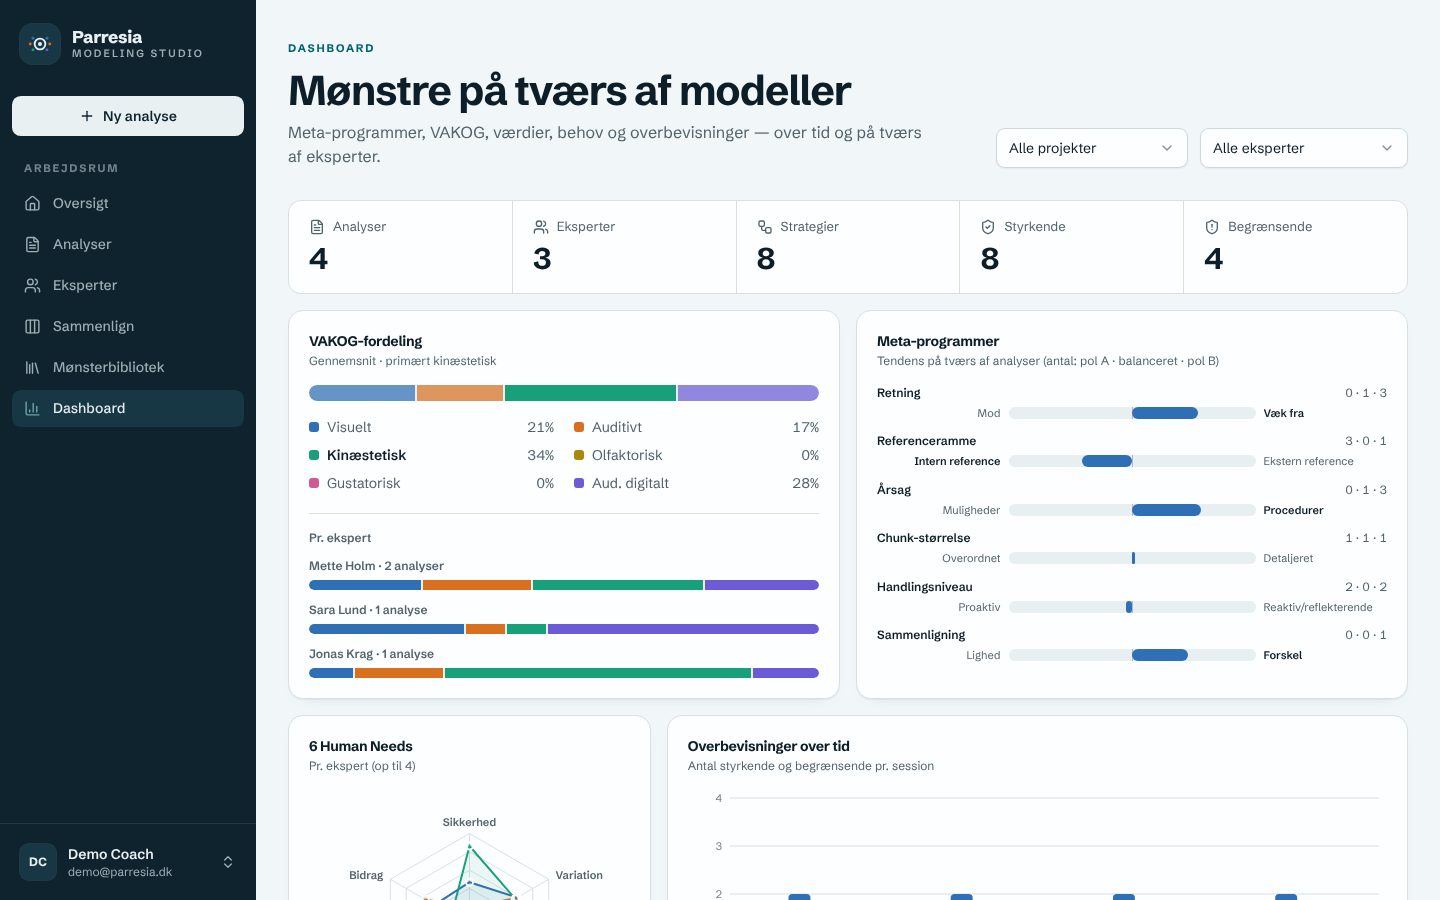 Parresia
MODELING STUDIO
Ny analyse
ARBEJDSRUM
Oversigt
Analyser
Eksperter
Sammenlign
Mønsterbibliotek
Dashboard
DC
Demo Coach
demo@parresia.dk
DASHBOARD
Mønstre på tværs af modeller
Meta-programmer, VAKOG, værdier, behov og overbevisninger — over tid og på tværs
af eksperter.
Alle projekter
Alle eksperter
Analyser
4
Eksperter
3
Strategier
8
Styrkende
8
Begrænsende
4
VAKOG-fordeling
Gennemsnit · primært kinæstetisk
Visuelt 21%
Auditivt 17%
Kinæstetisk 34%
Olfaktorisk 0%
Gustatorisk 0%
Aud. digitalt 28%
Pr. ekspert
Mette Holm · 2 analyser
Sara Lund · 1 analyse
Jonas Krag · 1 analyse
Meta-programmer
Tendens på tværs af analyser (antal: pol A · balanceret · pol B)
Retning 0 · 1 · 3
Mod Væk fra
Referenceramme 3 · 0 · 1
Intern reference Ekstern reference
Årsag 0 · 1 · 3
Muligheder Procedurer
Chunk-størrelse 1 · 1 · 1
Overordnet Detaljeret
Handlingsniveau 2 · 0 · 2
Proaktiv Reaktiv/reflekterende
Sammenligning 0 · 0 · 1
Lighed Forskel
6 Human Needs
Pr. ekspert (op til 4)
Sikkerhed
Bidrag
Variation
Overbevisninger over tid
Antal styrkende og begrænsende pr. session
4
3
2